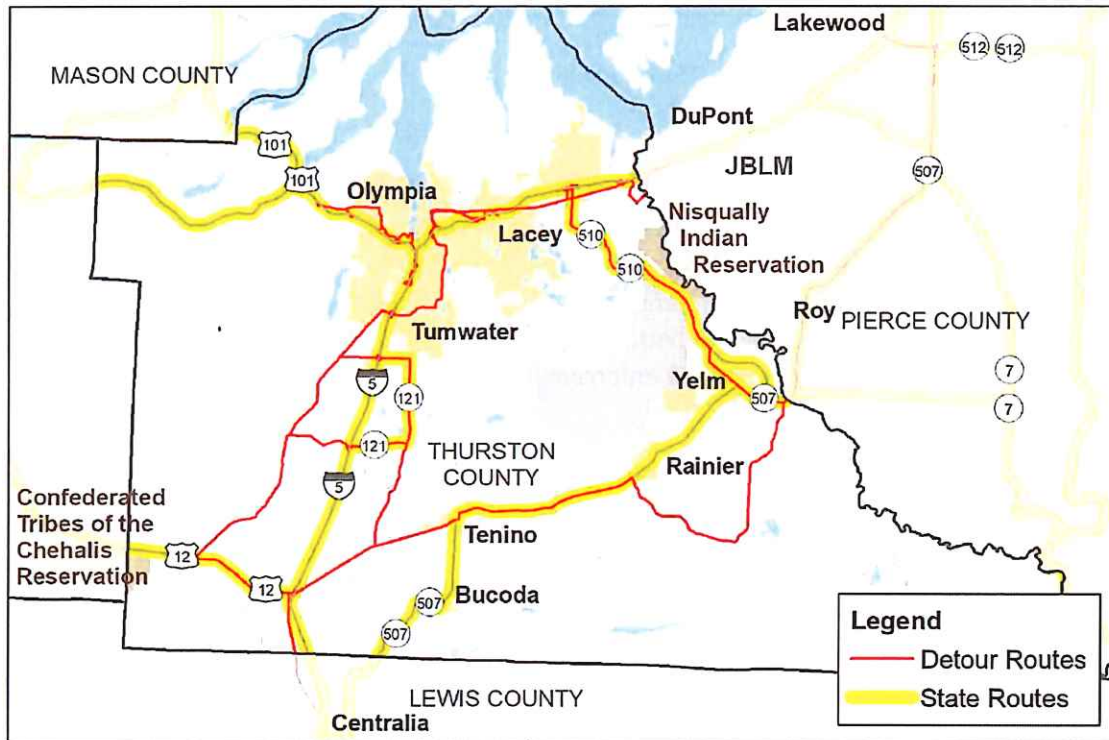 Lakewood
512
512
MASON COUNTY
DuPont
101
JBLM
101
507
Olympia
Nisqually
Indian
Reservation
Lacey
510
510
Roy
PIERCE COUNTY
Tumwater
7
5
Yelm
121
507
7
121
THURSTON
COUNTY
Rainier
5
Confederated
Tribes of the
Chehalis
Reservation
Tenino
12
12
Bucoda
507
507
Legend
Detour Routes
State Routes
LEWIS COUNTY
Centralia